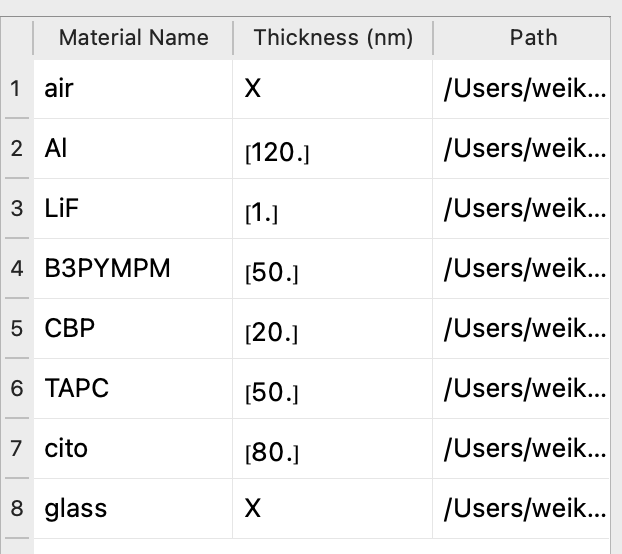 Material Name Thickness (nm) Path
1 air X /Users/weik...
2 Al [120.] /Users/weik...
3 LiF [1.] /Users/weik...
4 B3PYMPM [50.] /Users/weik...
5 CBP [20.] /Users/weik...
6 TAPC [50.] /Users/weik...
7 cito [80.] /Users/weik...
8 glass X /Users/weik...